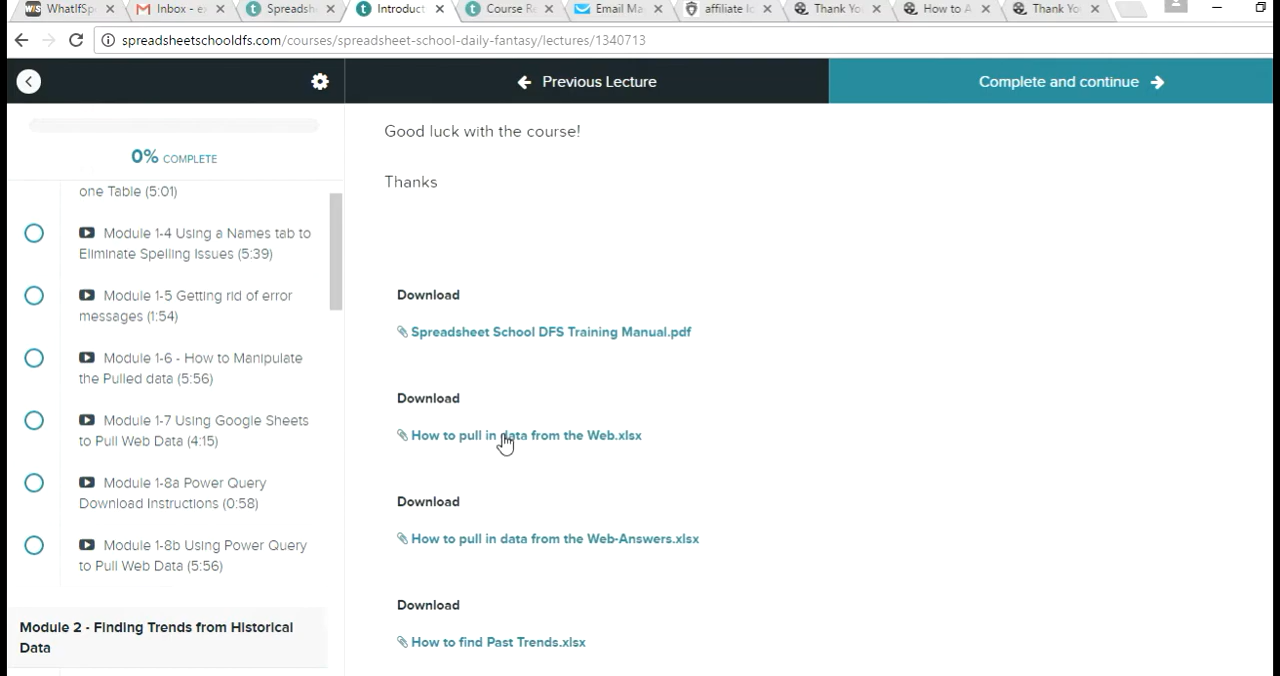 WhatIfSp
Inbox - e
Spreadsh
Introduct
Course R
Email Ma
affiliate
Thank Yo
How to A
Thank Yo
spreadsheetschooldfs.com/courses/spreadsheet-school-daily-fantasy/lectures/1340713
Previous Lecture
Complete and continue
0% COMPLETE
one Table (5:01)
Module 1-4 Using a Names tab to
Eliminate Spelling Issues (5:39)
Module 1-5 Getting rid of error
messages (1:54)
Module 1-6 - How to Manipulate
the Pulled data (5:56)
Module 1-7 Using Google Sheets
to Pull Web Data (4:15)
Module 1-8a Power Query
Download Instructions (0:58)
Module 1-8b Using Power Query
to Pull Web Data (5:56)
Module 2 - Finding Trends from Historical
Data
Good luck with the course!
Thanks
Download
Spreadsheet School DFS Training Manual.pdf
Download
How to pull in data from the Web.xlsx
Download
How to pull in data from the Web-Answers.xlsx
Download
How to find Past Trends.xlsx